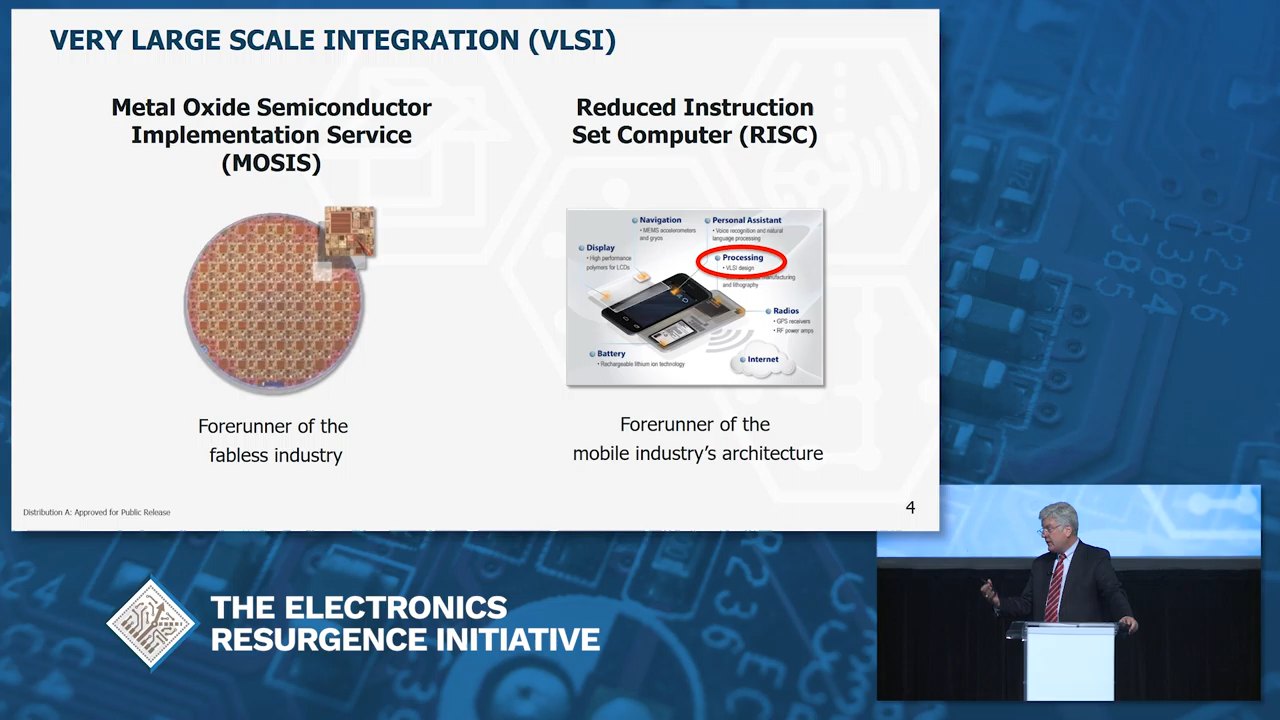 VERY LARGE SCALE INTEGRATION (VLSI)
Metal Oxide Semiconductor
Implementation Service
(MOSIS)
Forerunner of the
fabless industry
Reduced Instruction
Set Computer (RISC)
Navigation
• MEMS accelerometers
and gryos
Personal Assistant
• Voice recognition and natural
language processing
Display
• High performance
polymers for LCDs
Processing
• VLSI design
manufacturing
and lithography
Radios
• GPS receivers
• RF power amps
Battery
• Rechargeable lithium ion technology
Internet
Forerunner of the
mobile industry's architecture
Distribution A: Approved for Public Release
4
THE ELECTRONICS
RESURGENCE INITIATIVE